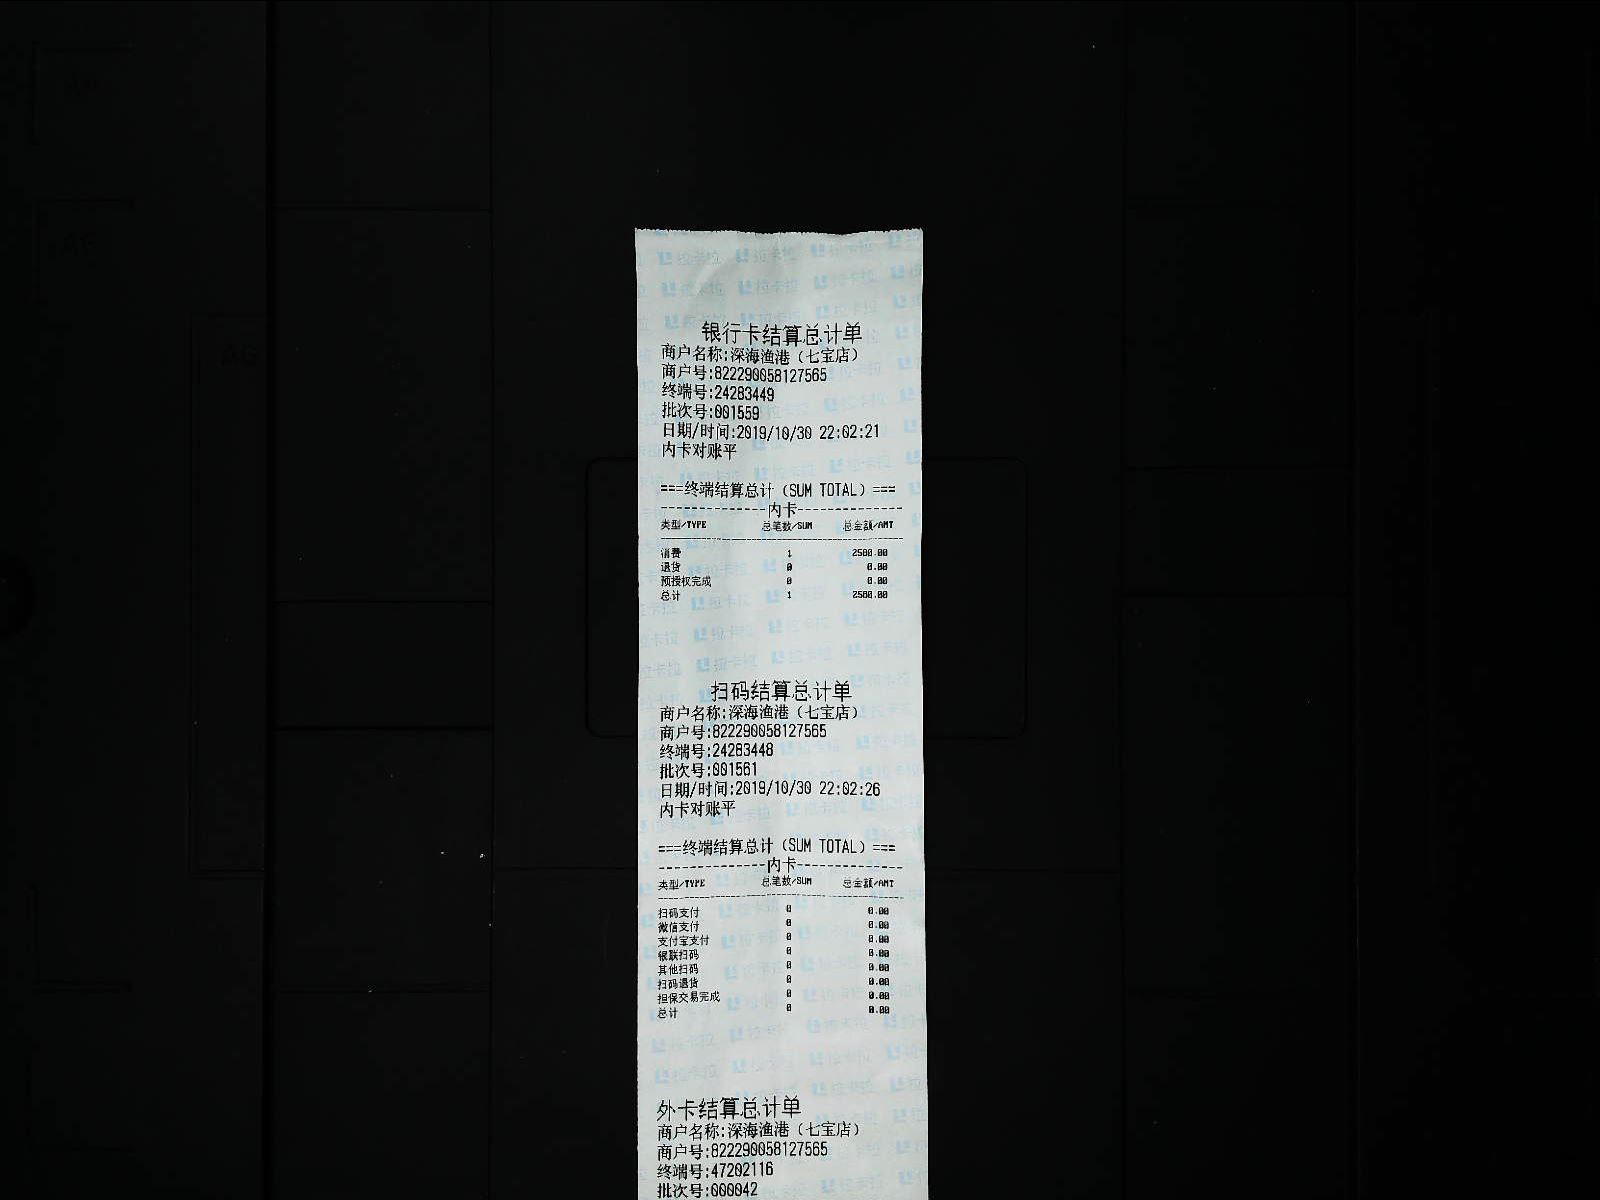 银行卡结算总计单
商户名称:深海渔港（七宝店）
商户号:822290058127565
终端号:24283449
批次号:001559
日期/时间:2019/10/30 22:02:21
内卡对账平
===终端结算总计（SUM TOTAL）===
--------------内卡--------------
类型/TYPE 总笔数/SUM 总金额/AMT
消费 1 2580.00
退货 0 0.00
预授权完成 0 0.00
总计 1 2580.00
扫码结算总计单
商户名称:深海渔港（七宝店）
商户号:822290058127565
终端号:24283448
批次号:001561
日期/时间:2019/10/30 22:02:26
内卡对账平
===终端结算总计（SUM TOTAL）===
--------------内卡--------------
类型/TYPE 总笔数/SUM 总金额/AMT
扫码支付 0 0.00
微信支付 0 0.00
支付宝支付 0 0.00
银联扫码 0 0.00
其他扫码 0 0.00
扫码退货 0 0.00
担保交易完成 0 0.00
总计 0 0.00
外卡结算总计单
商户名称:深海渔港（七宝店）
商户号:822290058127565
终端号:47202116
批次号:000042